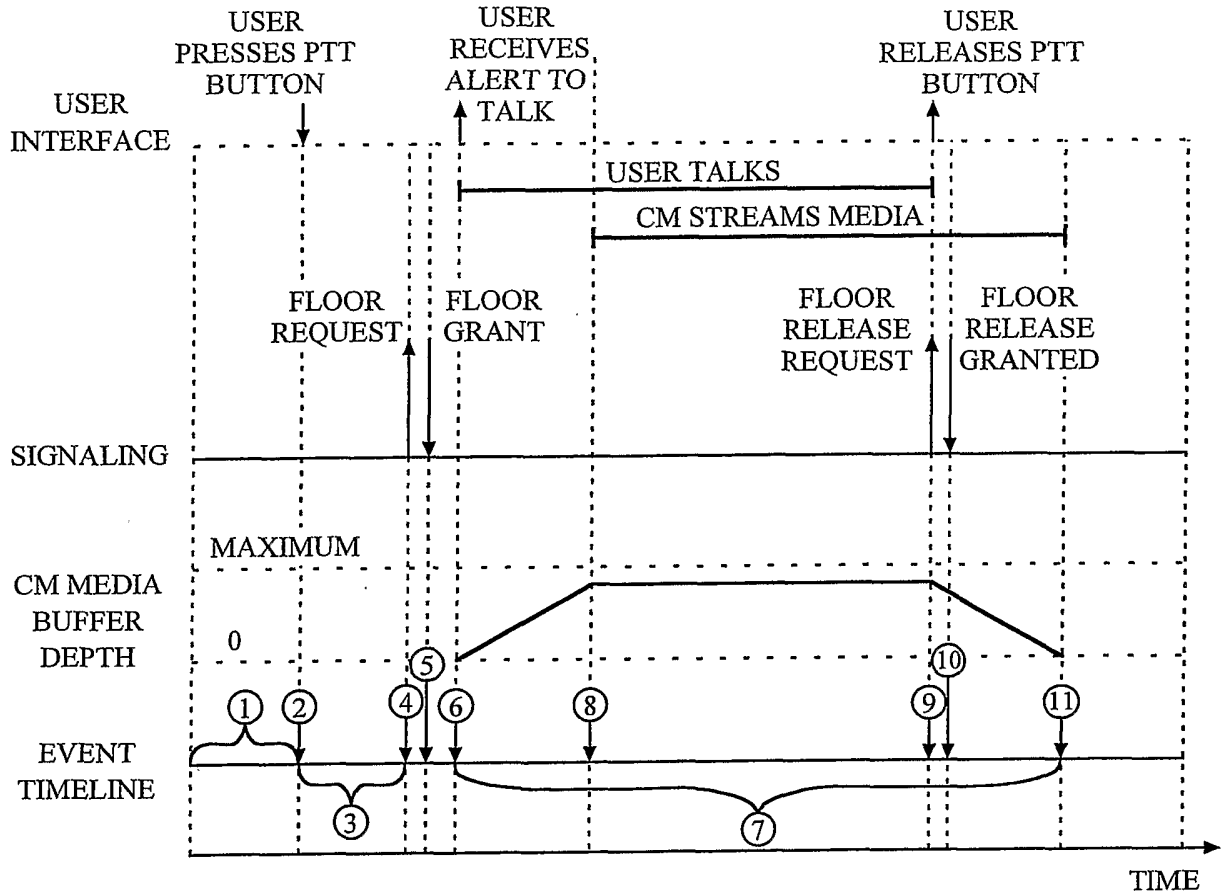 USER
PRESSES PTT
BUTTON
USER
RECEIVES
ALERT TO
TALK
USER
RELEASES PTT
BUTTON
USER
INTERFACE
USER TALKS
CM STREAMS MEDIA
FLOOR
REQUEST
FLOOR
GRANT
FLOOR
RELEASE
REQUEST
FLOOR
RELEASE
GRANTED
SIGNALING
MAXIMUM
CM MEDIA
BUFFER
DEPTH
0
5
10
1
2
4
6
8
9
11
EVENT
TIMELINE
3
7
TIME